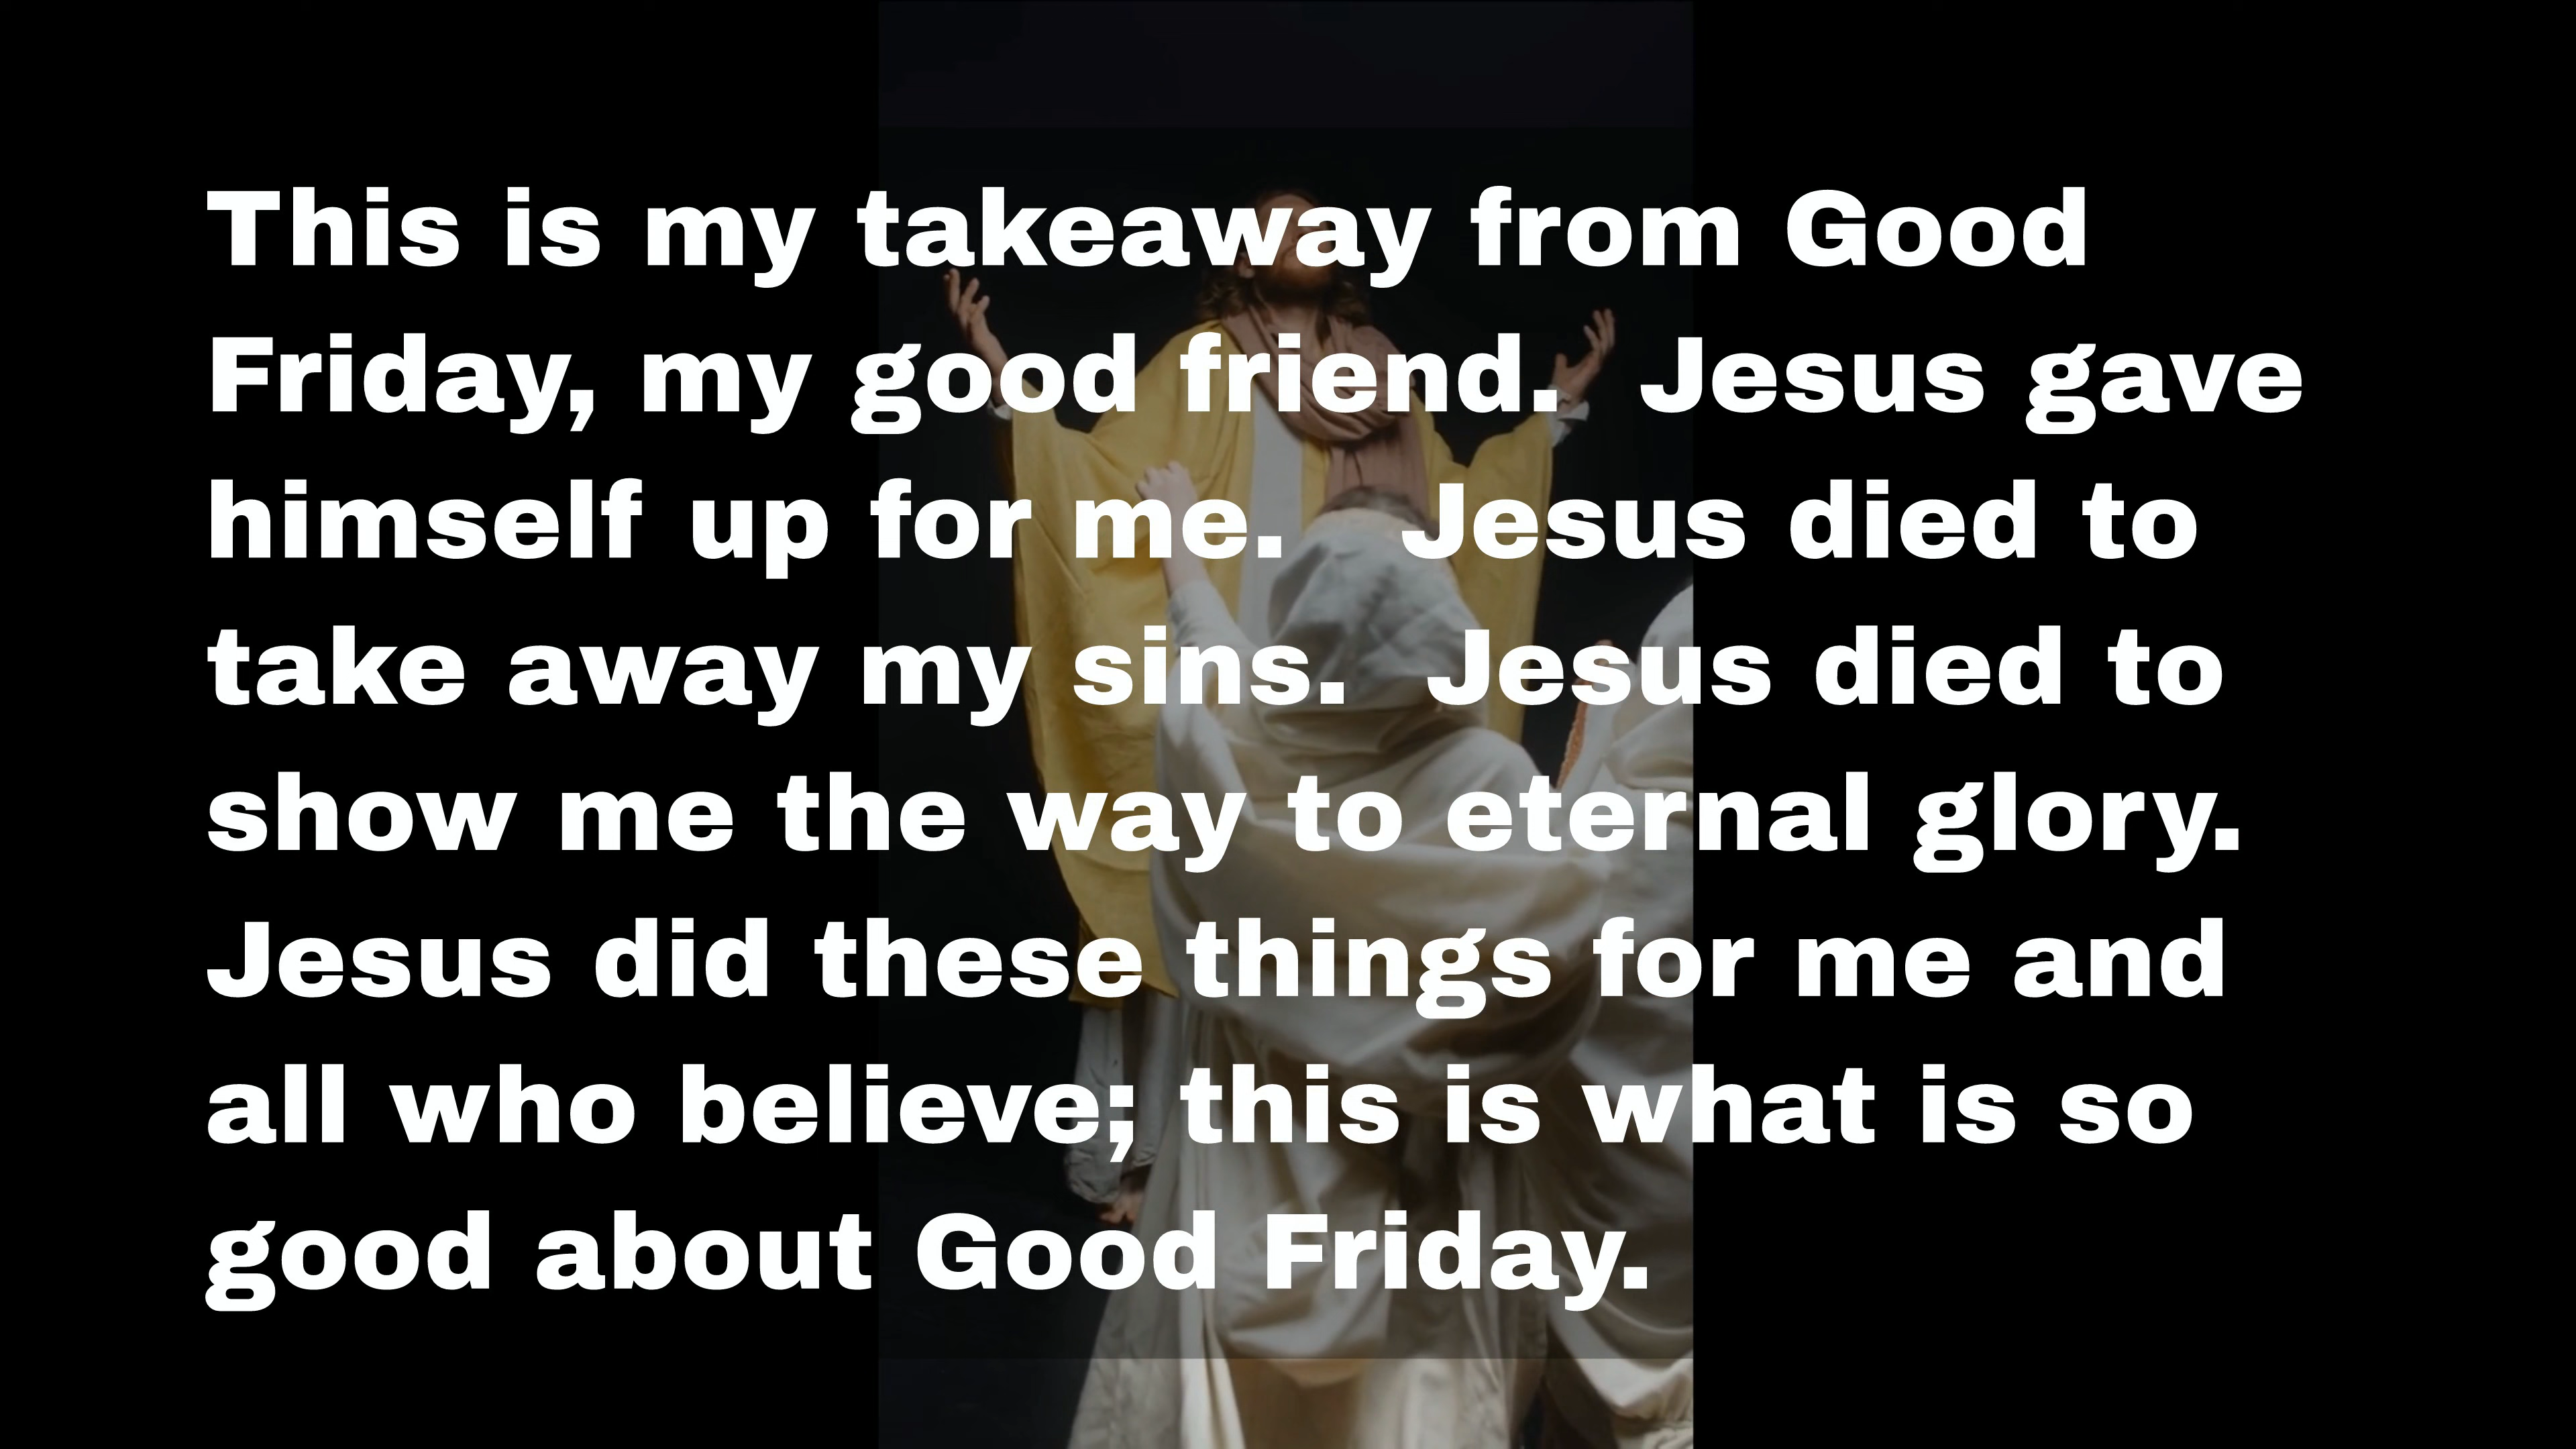 This is my takeaway from Good
Friday, my good friend.  Jesus gave
himself up for me.   Jesus died to
take away my sins.  Jesus died to
show me the way to eternal glory.
Jesus did these things for me and
all who believe; this is what is so
good about Good Friday.